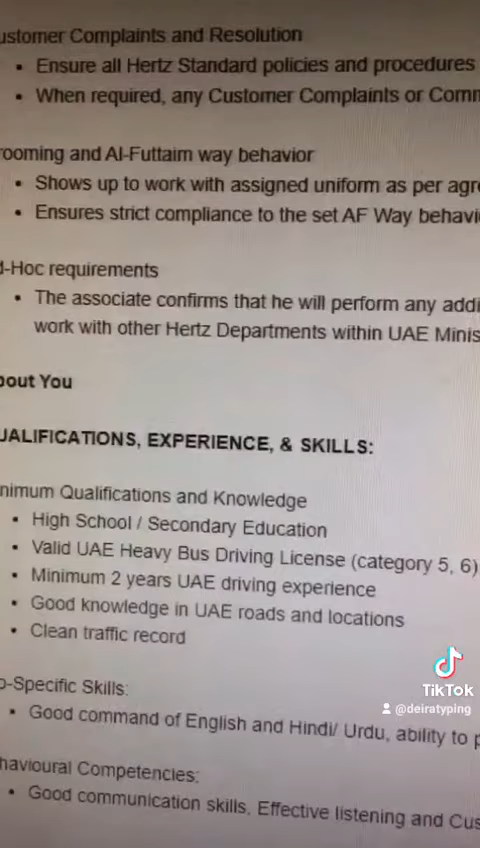 ustomer Complaints and Resolution
• Ensure all Hertz Standard policies and procedures
• When required, any Customer Complaints or Comm
rooming and Al-Futtaim way behavior
• Shows up to work with assigned uniform as per agre
• Ensures strict compliance to the set AF Way behavi
d-Hoc requirements
• The associate confirms that he will perform any addi
work with other Hertz Departments within UAE Minis
bout You
UALIFICATIONS, EXPERIENCE, & SKILLS:
nimum Qualifications and Knowledge
• High School / Secondary Education
• Valid UAE Heavy Bus Driving License (category 5, 6)
• Minimum 2 years UAE driving experience
• Good knowledge in UAE roads and locations
• Clean traffic record
TikTok
@deiratyping
b-Specific Skills:
• Good command of English and Hindi/ Urdu, ability to p
havioural Competencies:
• Good communication skills, Effective listening and Cus